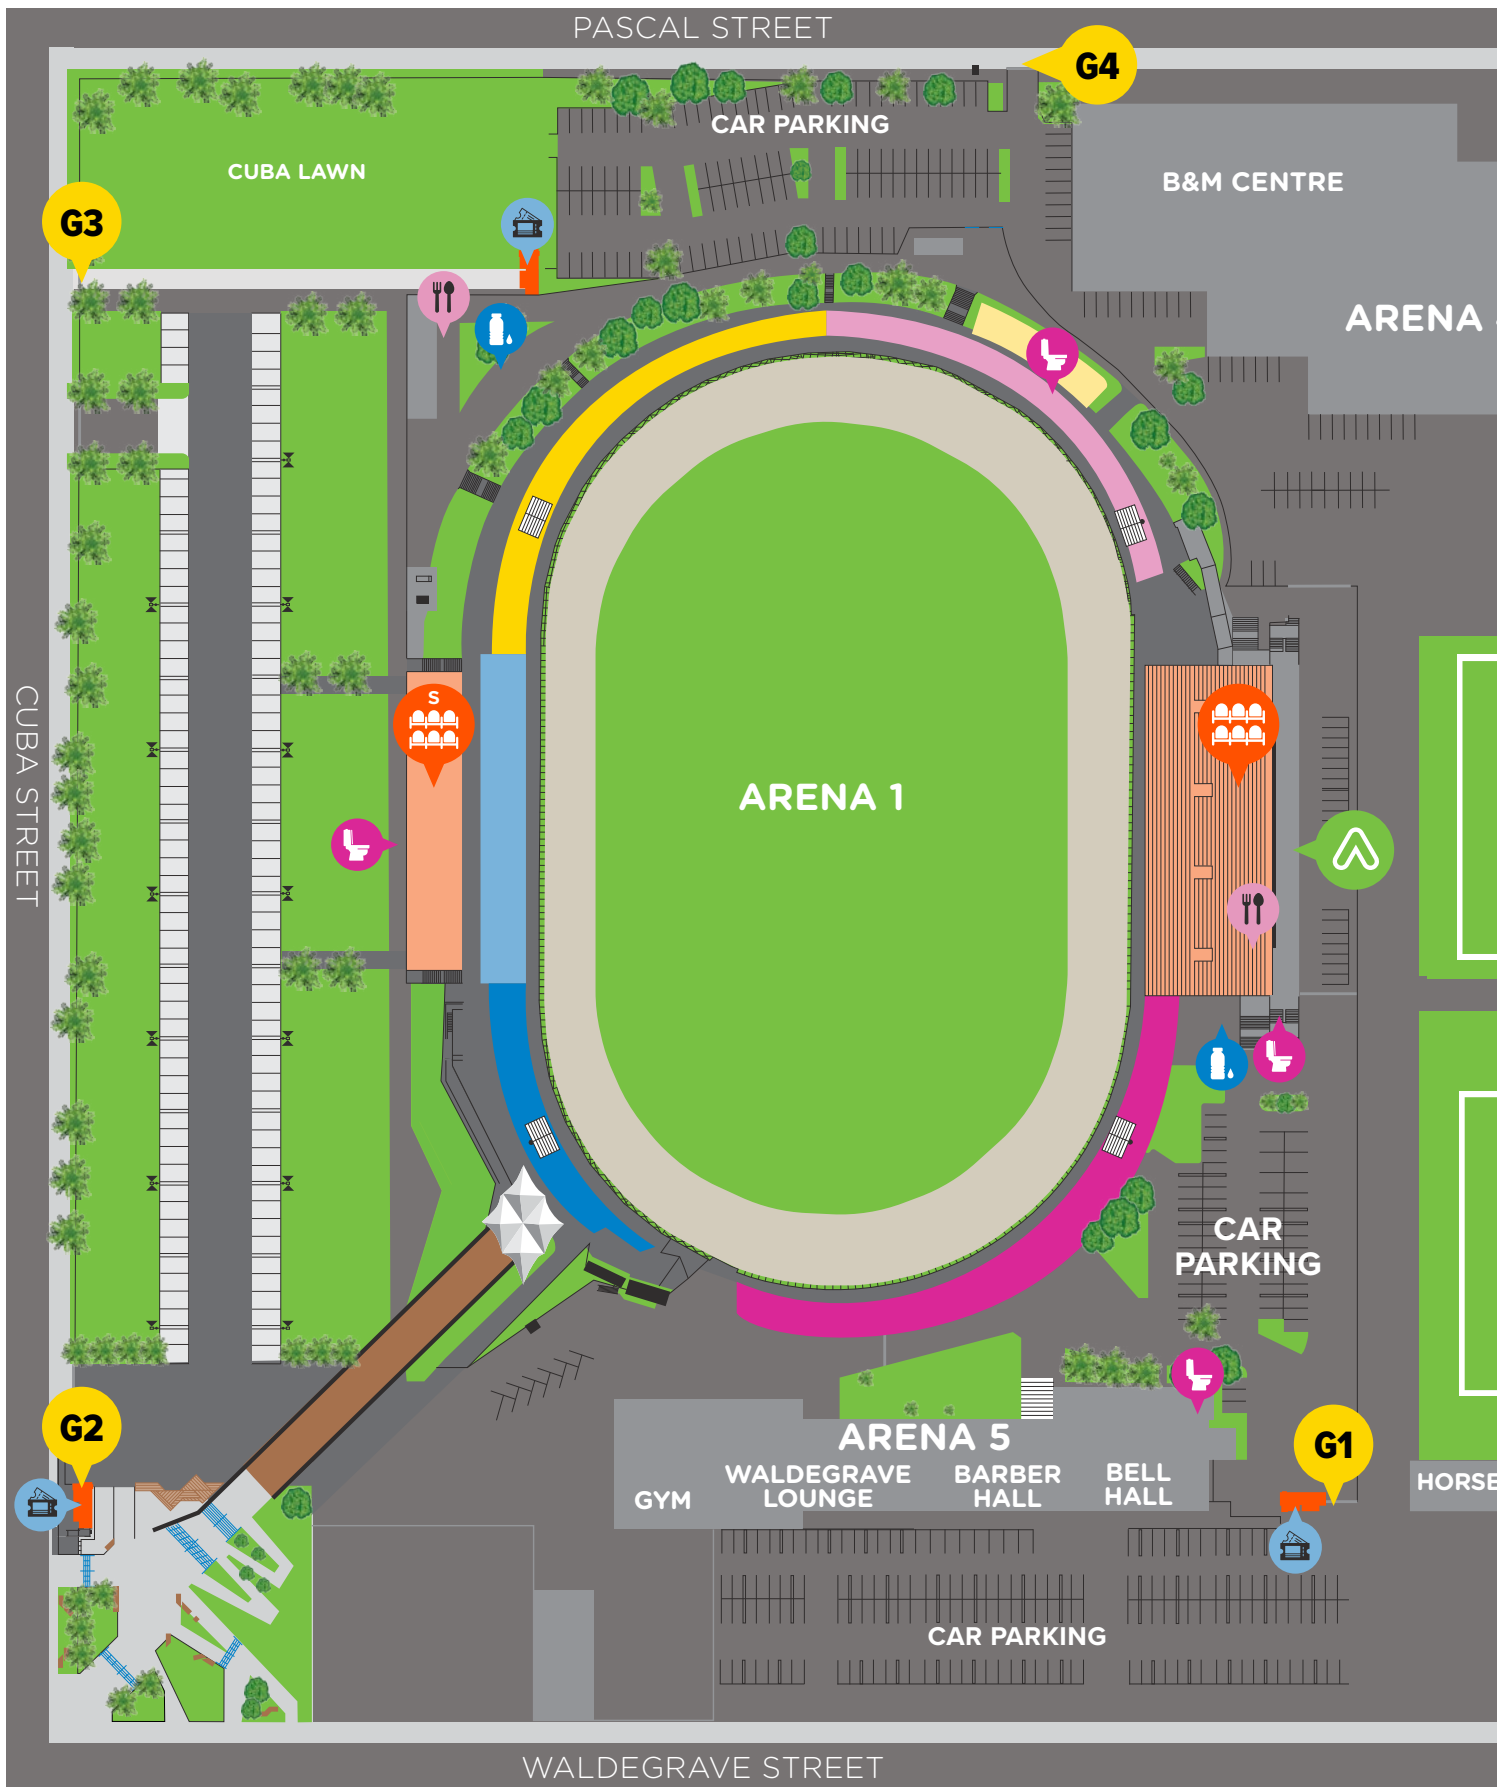 PASCAL STREET
G4
CAR PARKING
CUBA LAWN
B&M CENTRE
G3
ARENA
S
CUBA STREET
ARENA 1
CAR
PARKING
G2
ARENA 5
G1
WALDEGRAVE
LOUNGE
BARBER
HALL
BELL
HALL
GYM
HORSE
CAR PARKING
WALDEGRAVE STREET